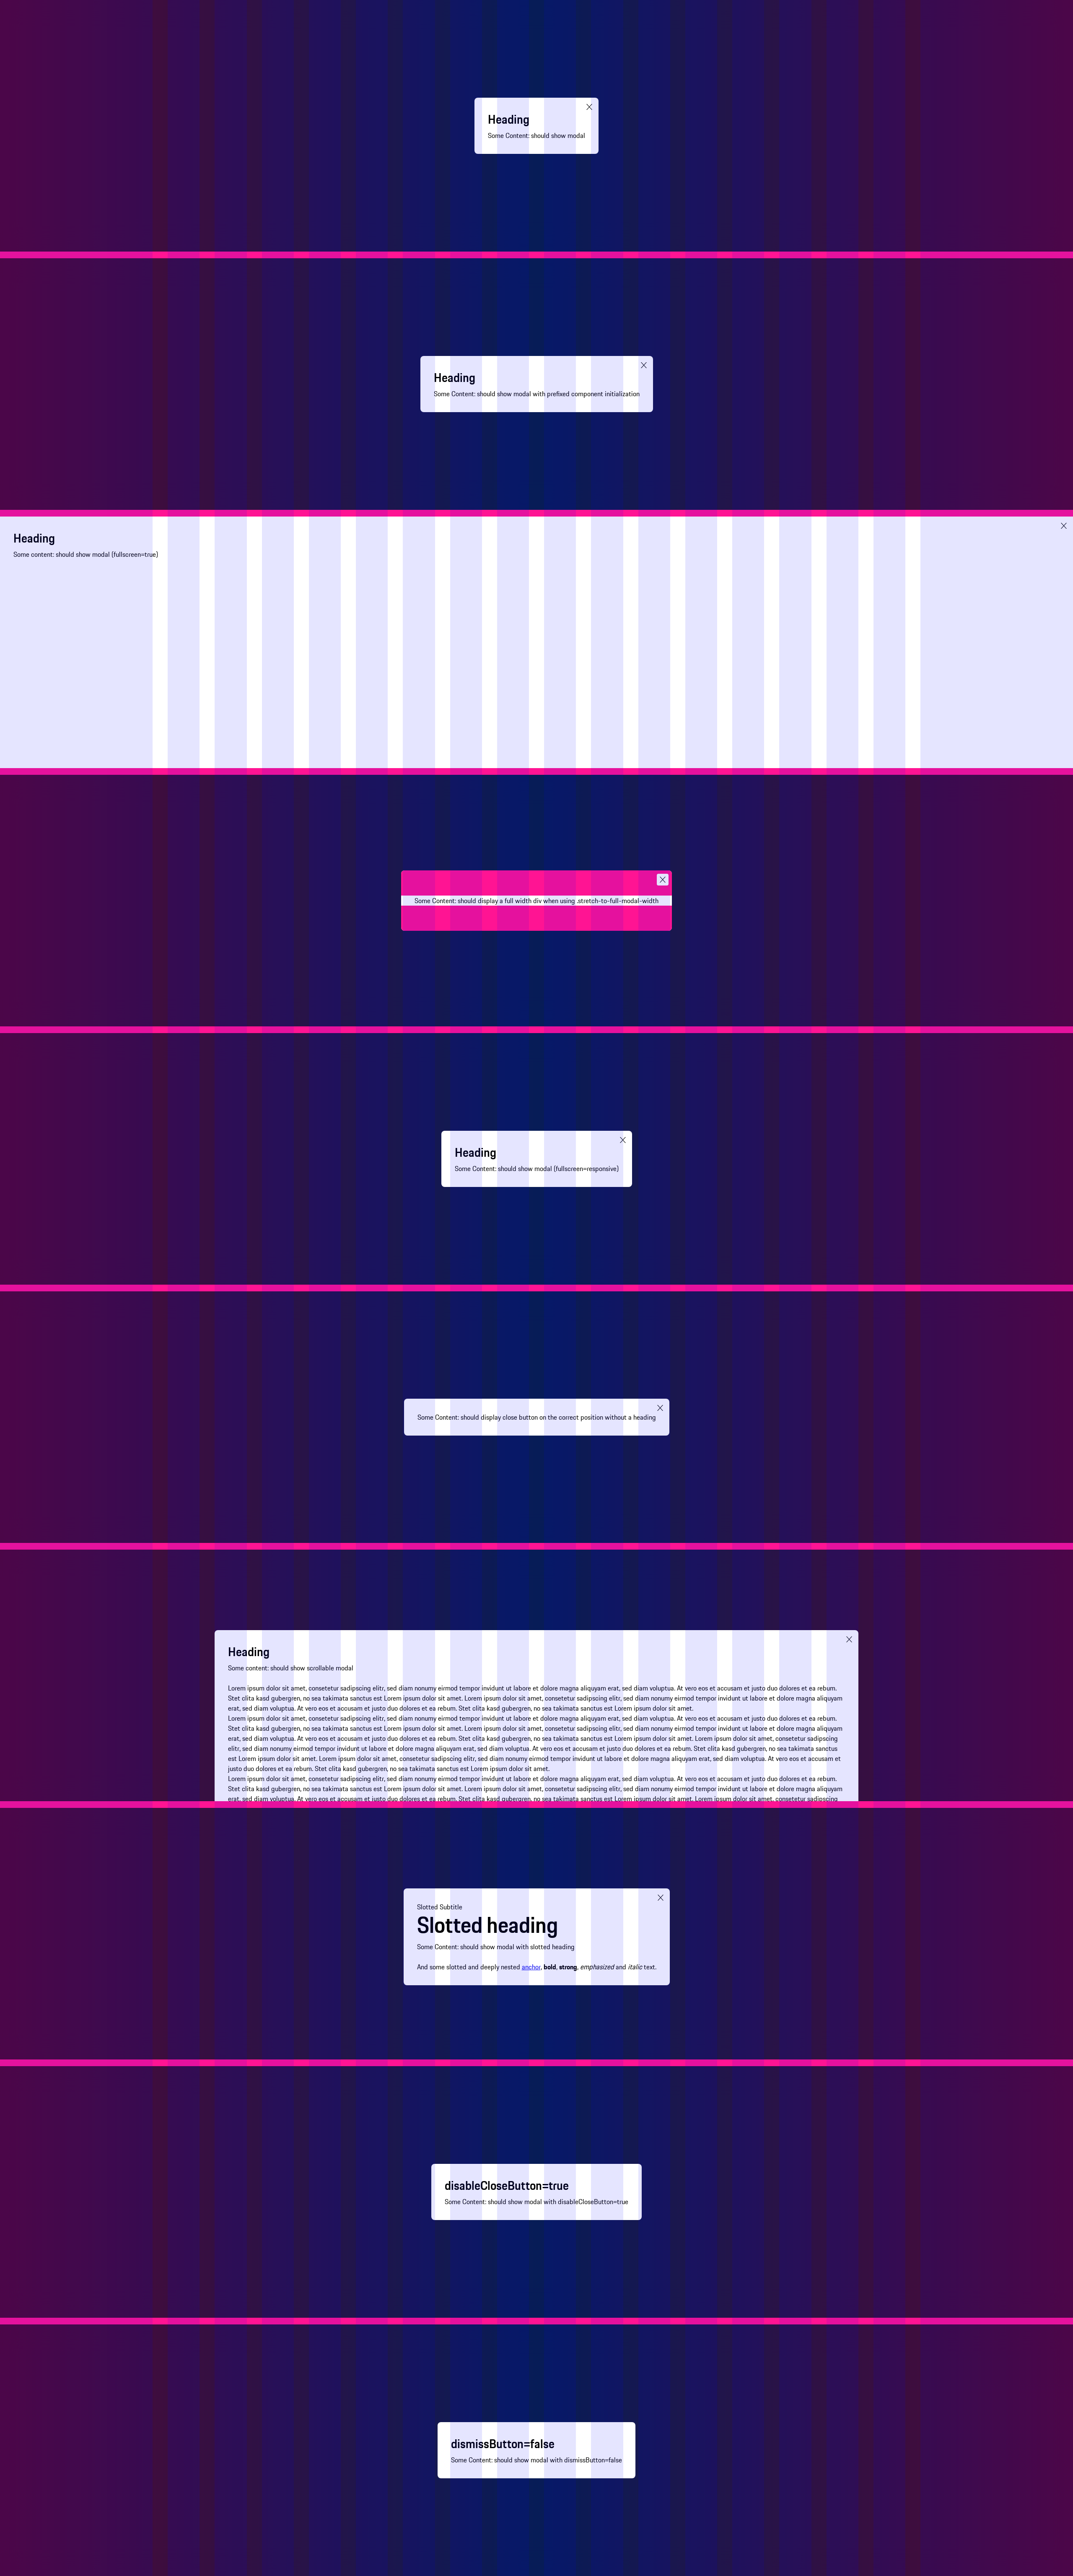 Heading
Some Content: should show modal
Heading
Some Content: should show modal with prefixed component initialization
Heading
Some content: should show modal (fullscreen=true)
Some Content: should display a full width div when using .stretch-to-full-modal-width
Heading
Some Content: should show modal (fullscreen=responsive)
Some Content: should display close button on the correct position without a heading
Heading
Some content: should show scrollable modal
Lorem ipsum dolor sit amet, consetetur sadipscing elitr, sed diam nonumy eirmod tempor invidunt ut labore et dolore magna aliquyam erat, sed diam voluptua. At vero eos et accusam et justo duo dolores et ea rebum.
Stet clita kasd gubergren, no sea takimata sanctus est Lorem ipsum dolor sit amet. Lorem ipsum dolor sit amet, consetetur sadipscing elitr, sed diam nonumy eirmod tempor invidunt ut labore et dolore magna aliquyam
erat, sed diam voluptua. At vero eos et accusam et justo duo dolores et ea rebum. Stet clita kasd gubergren, no sea takimata sanctus est Lorem ipsum dolor sit amet.
Lorem ipsum dolor sit amet, consetetur sadipscing elitr, sed diam nonumy eirmod tempor invidunt ut labore et dolore magna aliquyam erat, sed diam voluptua. At vero eos et accusam et justo duo dolores et ea rebum.
Stet clita kasd gubergren, no sea takimata sanctus est Lorem ipsum dolor sit amet. Lorem ipsum dolor sit amet, consetetur sadipscing elitr, sed diam nonumy eirmod tempor invidunt ut labore et dolore magna aliquyam
erat, sed diam voluptua. At vero eos et accusam et justo duo dolores et ea rebum. Stet clita kasd gubergren, no sea takimata sanctus est Lorem ipsum dolor sit amet. Lorem ipsum dolor sit amet, consetetur sadipscing
elitr, sed diam nonumy eirmod tempor invidunt ut labore et dolore magna aliquyam erat, sed diam voluptua. At vero eos et accusam et justo duo dolores et ea rebum. Stet clita kasd gubergren, no sea takimata sanctus
est Lorem ipsum dolor sit amet. Lorem ipsum dolor sit amet, consetetur sadipscing elitr, sed diam nonumy eirmod tempor invidunt ut labore et dolore magna aliquyam erat, sed diam voluptua. At vero eos et accusam et
justo duo dolores et ea rebum. Stet clita kasd gubergren, no sea takimata sanctus est Lorem ipsum dolor sit amet.
Lorem ipsum dolor sit amet, consetetur sadipscing elitr, sed diam nonumy eirmod tempor invidunt ut labore et dolore magna aliquyam erat, sed diam voluptua. At vero eos et accusam et justo duo dolores et ea rebum.
Stet clita kasd gubergren, no sea takimata sanctus est Lorem ipsum dolor sit amet. Lorem ipsum dolor sit amet, consetetur sadipscing elitr, sed diam nonumy eirmod tempor invidunt ut labore et dolore magna aliquyam
erat, sed diam voluptua. At vero eos et accusam et justo duo dolores et ea rebum. Stet clita kasd gubergren, no sea takimata sanctus est Lorem ipsum dolor sit amet. Lorem ipsum dolor sit amet, consetetur sadipscing
Slotted Subtitle
Slotted heading
Some Content: should show modal with slotted heading
And some slotted and deeply nested anchor, bold, strong, emphasized and italic text.
disableCloseButton=true
Some Content: should show modal with disableCloseButton=true
dismissButton=false
Some Content: should show modal with dismissButton=false